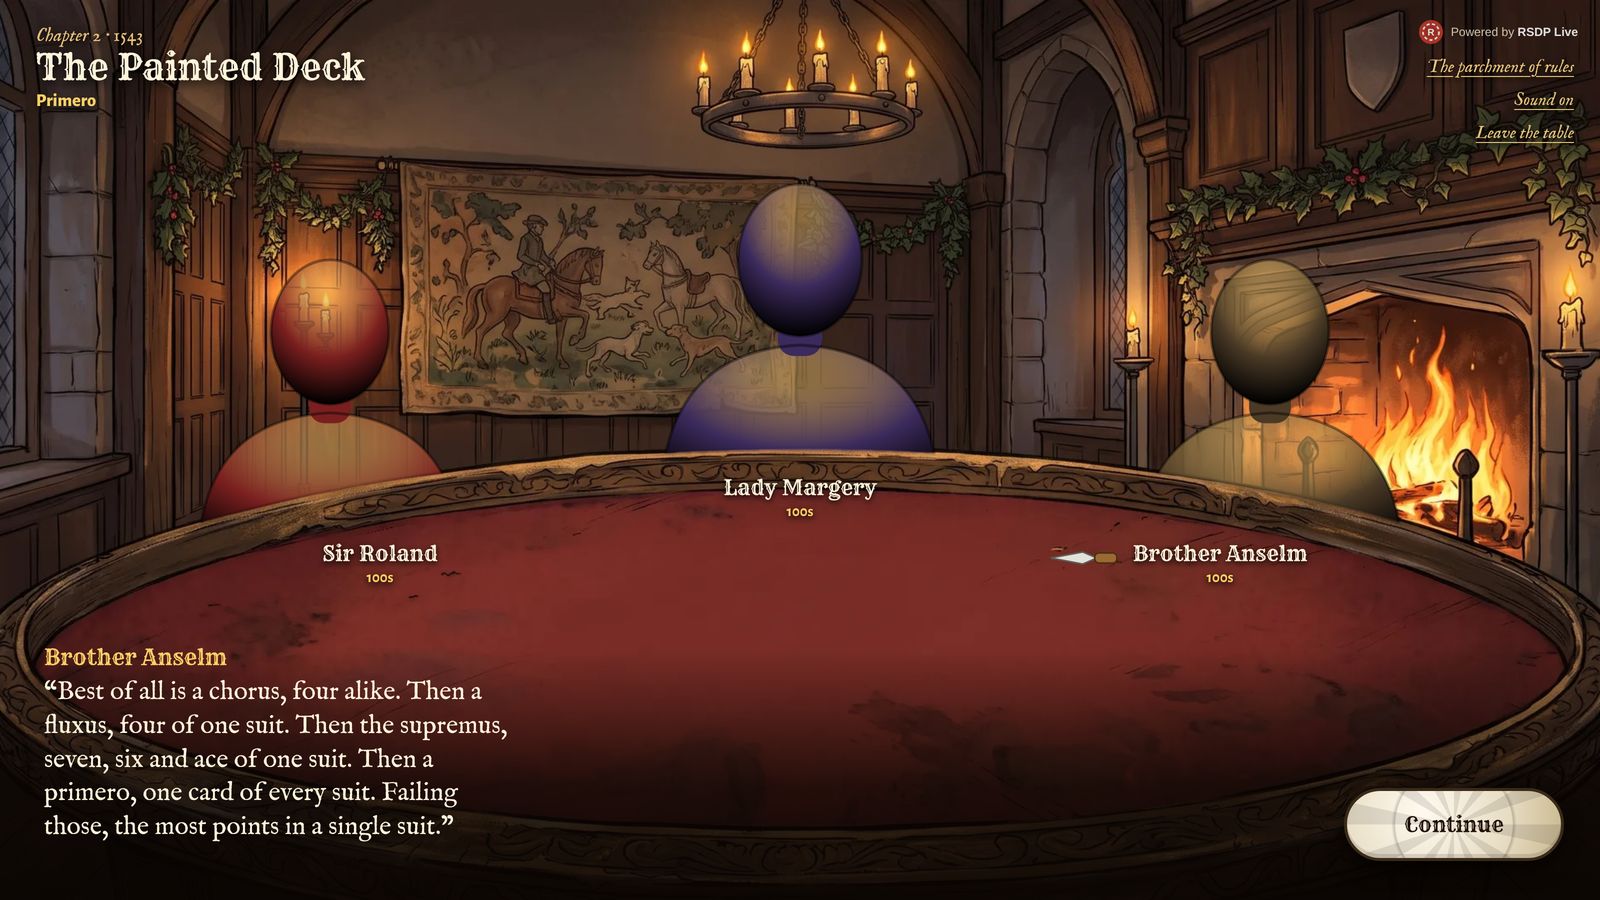 Chapter 2 · 1543
The Painted Deck
Primero
R
Powered by RSDP Live
The parchment of rules
Sound on
Leave the table
Lady Margery
100s
Sir Roland
100s
Brother Anselm
100s
Brother Anselm
“Best of all is a chorus, four alike. Then a
fluxus, four of one suit. Then the supremus,
seven, six and ace of one suit. Then a
primero, one card of every suit. Failing
those, the most points in a single suit.”
Continue